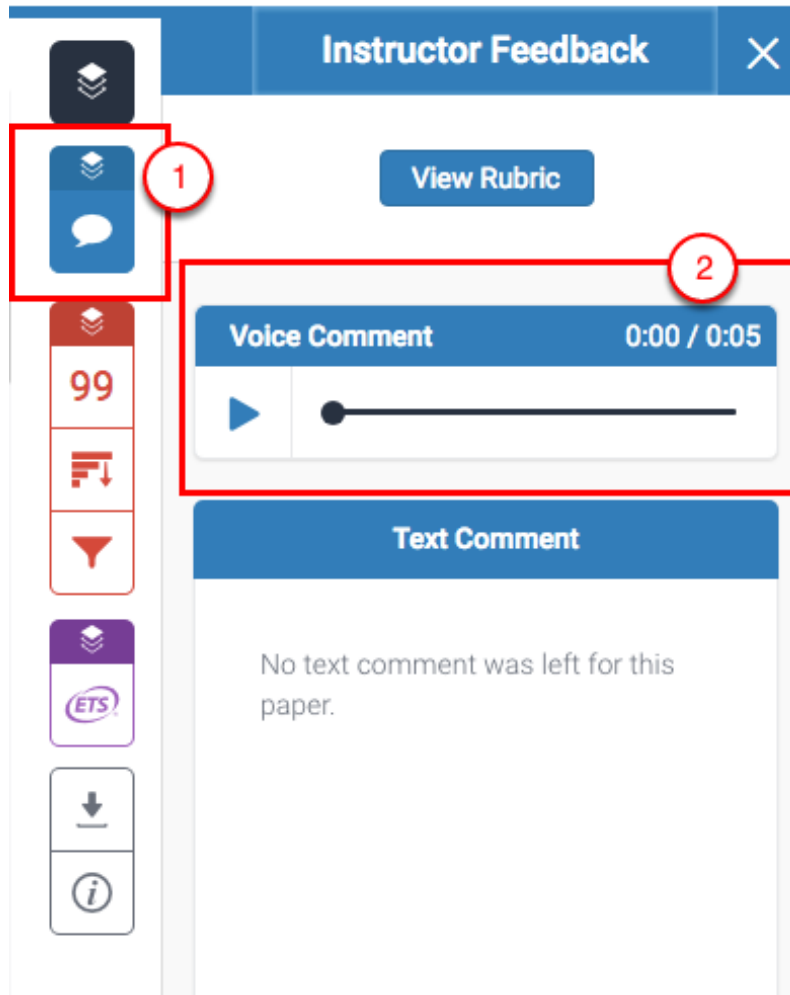 Instructor Feedback
1
View Rubric
2
Voice Comment 0:00 / 0:05
99
Text Comment
No text comment was left for this
paper.
ETS
i